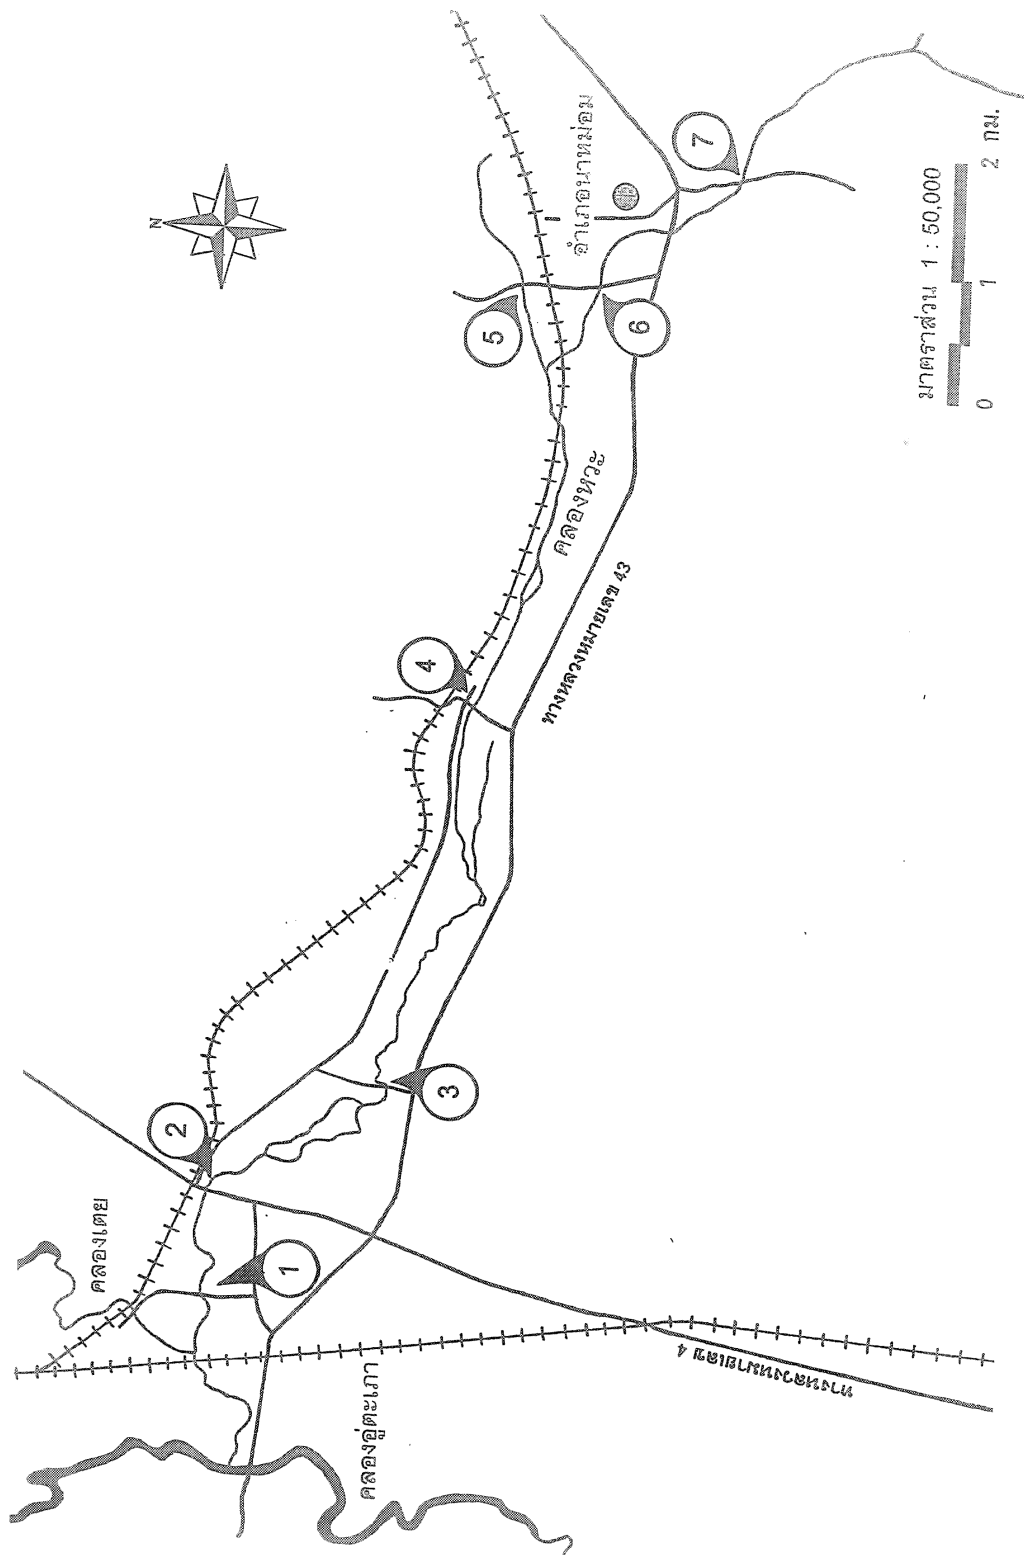 N
คลองเตย
คลองอู่ตะเภา
1
2
3
4
5
6
7
คลองหวะ
อำเภอนาหม่อม
ทางหลวงหมายเลข 43
ทางหลวงหมายเลข 4
มาตราส่วน 1 : 50,000
0 1 2 กม.